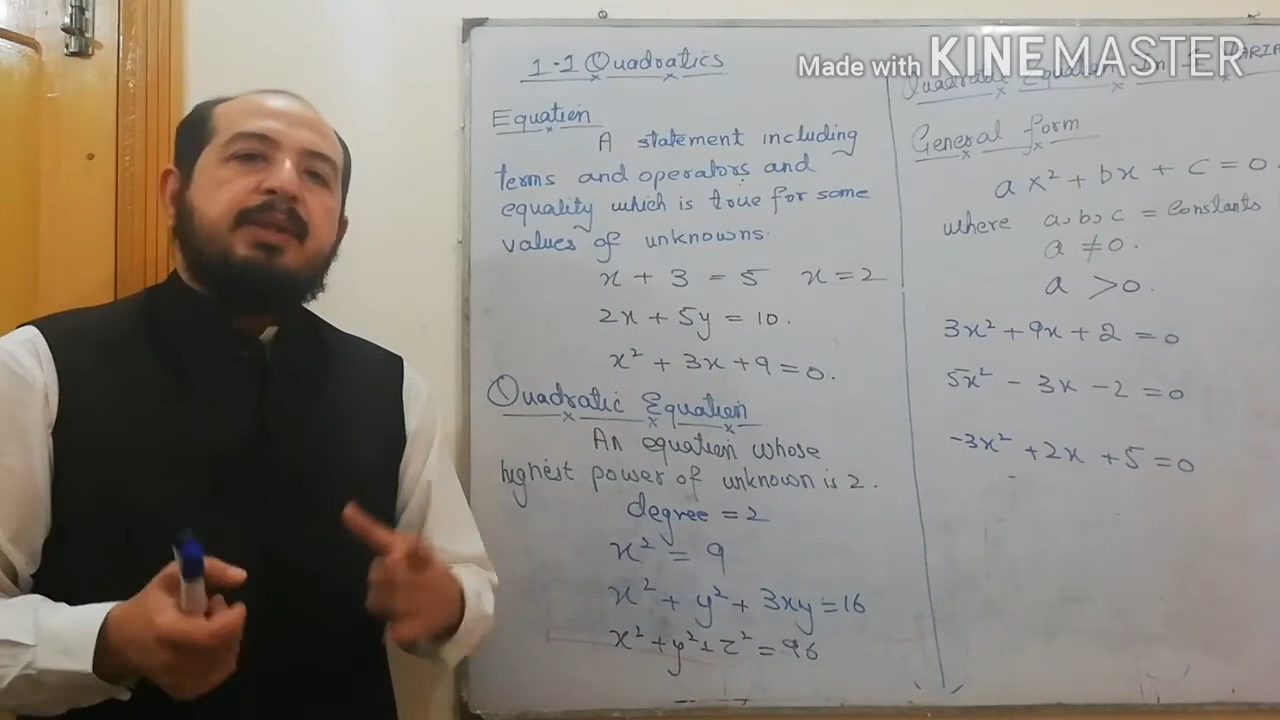 1.1 Quadratics
Equation
A statement including
terms and operators and
equality which is true for some
values of unknowns.
x + 3 = 5 x = 2
2x + 5y = 10.
x² + 3x + 9 = 0.
Quadratic Equation
An equation whose
highest power of unknown is 2.
degree = 2
x² = 9
x² + y² + 3xy = 16
x² + y² + z² = 96
Made with KINEMASTER
Quadratic Equation in
General form
ax² + bx + c = 0.
where a, b, c = constants
a ≠ 0.
a > 0.
3x² + 9x + 2 = 0
5x² - 3x - 2 = 0
-3x² + 2x + 5 = 0